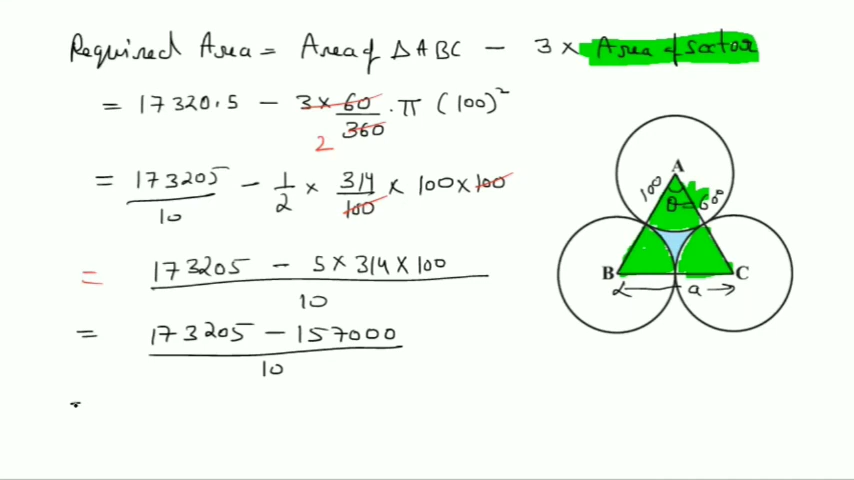 Required Area = Area of △ABC - 3 × Area of sector
= 17320.5 - 3 × 60/360 · π (100)²
2
= 173205/10 - 1/2 × 314/100 × 100 × 100
= 173205 - 5 × 314 × 100 / 10
= 173205 - 157000 / 10
A
100
θ = 60°
B
C
a